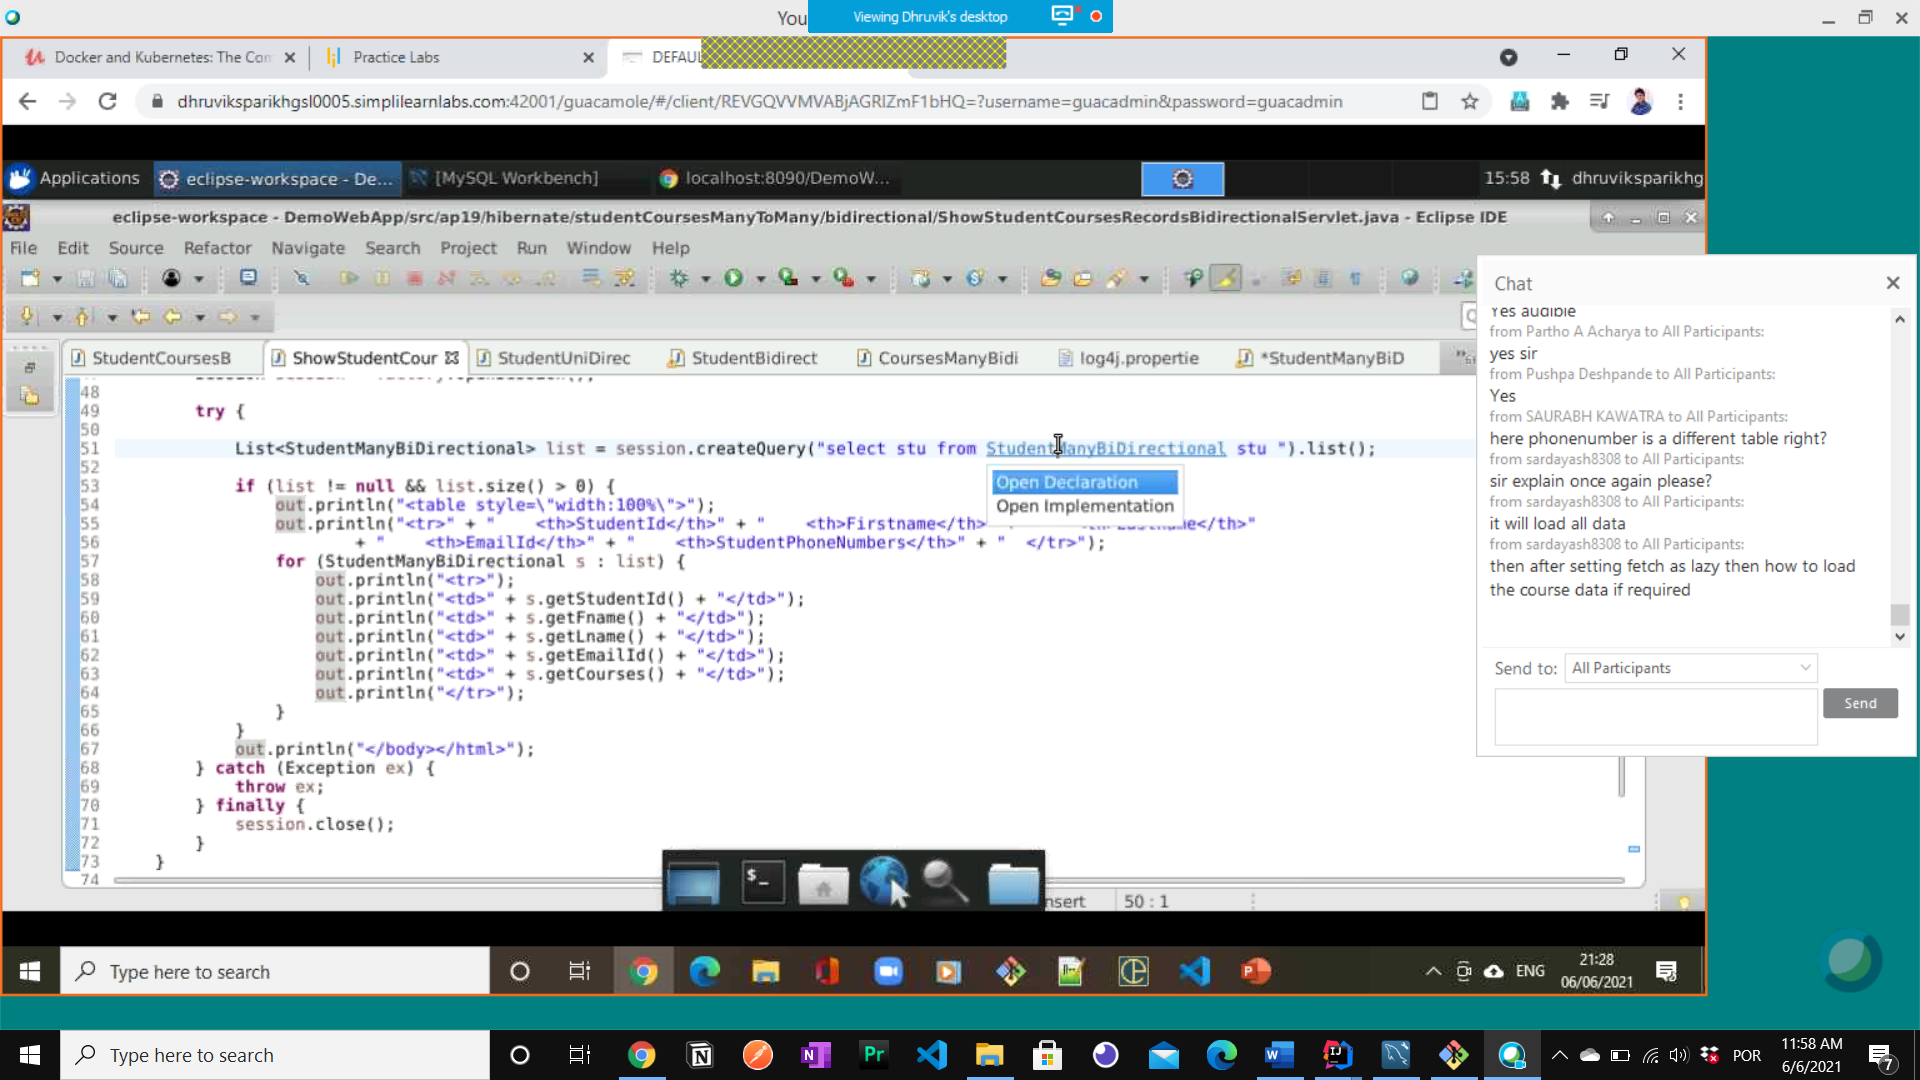 You
Viewing Dhruvik's desktop
Docker and Kubernetes: The Com
Practice Labs
DEFAUL
dhruviksparikhgsl0005.simplilearnlabs.com:42001/guacamole/#/client/REVGQVVMVABjAGRlZmF1bHQ=?username=guacadmin&password=guacadmin
Applications
eclipse-workspace - De...
[MySQL Workbench]
localhost:8090/DemoW...
15:58
dhruviksparikhg
eclipse-workspace - DemoWebApp/src/ap19/hibernate/studentCoursesManyToMany/bidirectional/ShowStudentCoursesRecordsBidirectionalServlet.java - Eclipse IDE
File Edit Source Refactor Navigate Search Project Run Window Help
StudentCoursesB
ShowStudentCour
StudentUniDirec
StudentBidirect
CoursesManyBidi
log4j.propertie
*StudentManyBiD
48
49 try {
50
51 List<StudentManyBiDirectional> list = session.createQuery("select stu from StudentManyBiDirectional stu ").list();
52
Open Declaration
Open Implementation
53 if (list != null && list.size() > 0) {
54 out.println("<table style=\"width:100%\">");
55 out.println("<tr>" + " <th>StudentId</th>" + " <th>Firstname</th>
56 + " <th>EmailId</th>" + " <th>StudentPhoneNumbers</th>" + " </tr>");
57 for (StudentManyBiDirectional s : list) {
58 out.println("<tr>");
59 out.println("<td>" + s.getStudentId() + "</td>");
60 out.println("<td>" + s.getFname() + "</td>");
61 out.println("<td>" + s.getLname() + "</td>");
62 out.println("<td>" + s.getEmailId() + "</td>");
63 out.println("<td>" + s.getCourses() + "</td>");
64 out.println("</tr>");
65 }
66 }
67 out.println("</body></html>");
68 } catch (Exception ex) {
69 throw ex;
70 } finally {
71 session.close();
72 }
73 }
74
nsert
50 : 1
Chat
Yes audible
from Partho A Acharya to All Participants:
yes sir
from Pushpa Deshpande to All Participants:
Yes
from SAURABH KAWATRA to All Participants:
here phonenumber is a different table right?
from sardayash8308 to All Participants:
sir explain once again please?
from sardayash8308 to All Participants:
it will load all data
from sardayash8308 to All Participants:
then after setting fetch as lazy then how to load
the course data if required
Send to:
All Participants
Send
Type here to search
ENG
21:28
06/06/2021
Type here to search
POR
11:58 AM
6/6/2021
7